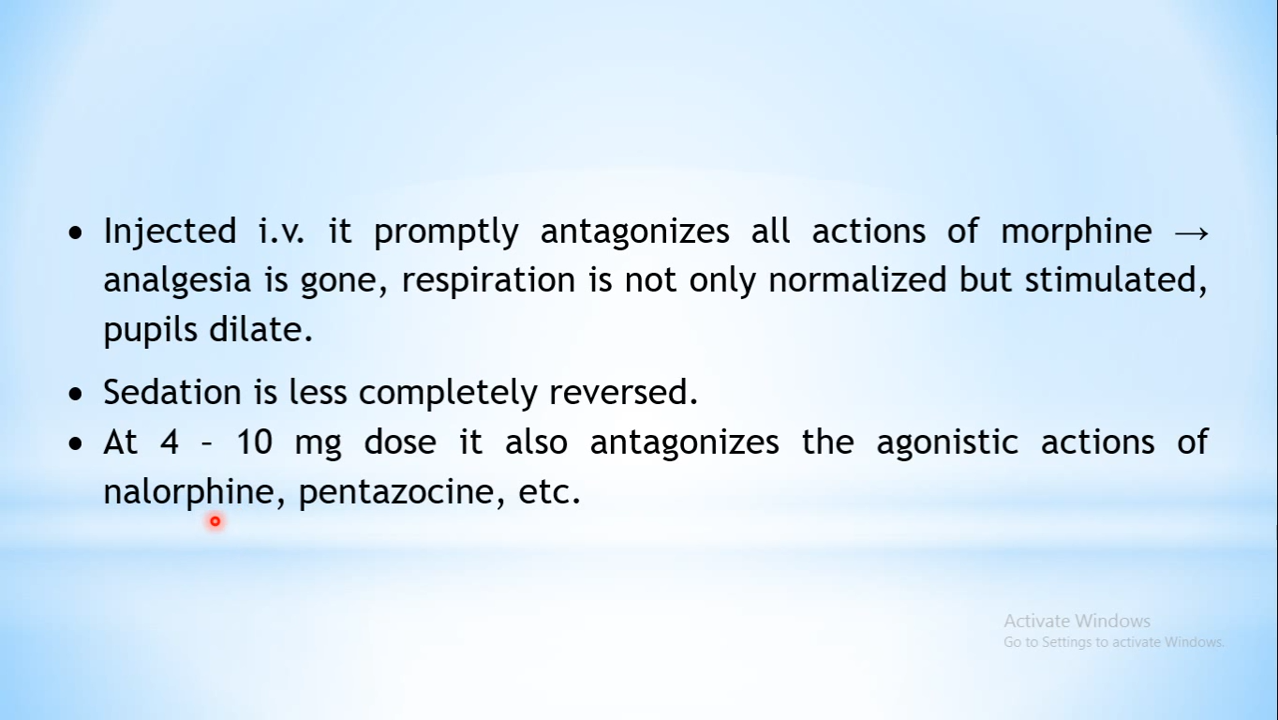 • Injected i.v. it promptly antagonizes all actions of morphine →
analgesia is gone, respiration is not only normalized but stimulated,
pupils dilate.
• Sedation is less completely reversed.
• At 4 – 10 mg dose it also antagonizes the agonistic actions of
nalorphine, pentazocine, etc.
Activate Windows
Go to Settings to activate Windows.